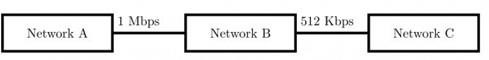 Network A
1 Mbps
Network B
512 Kbps
Network C